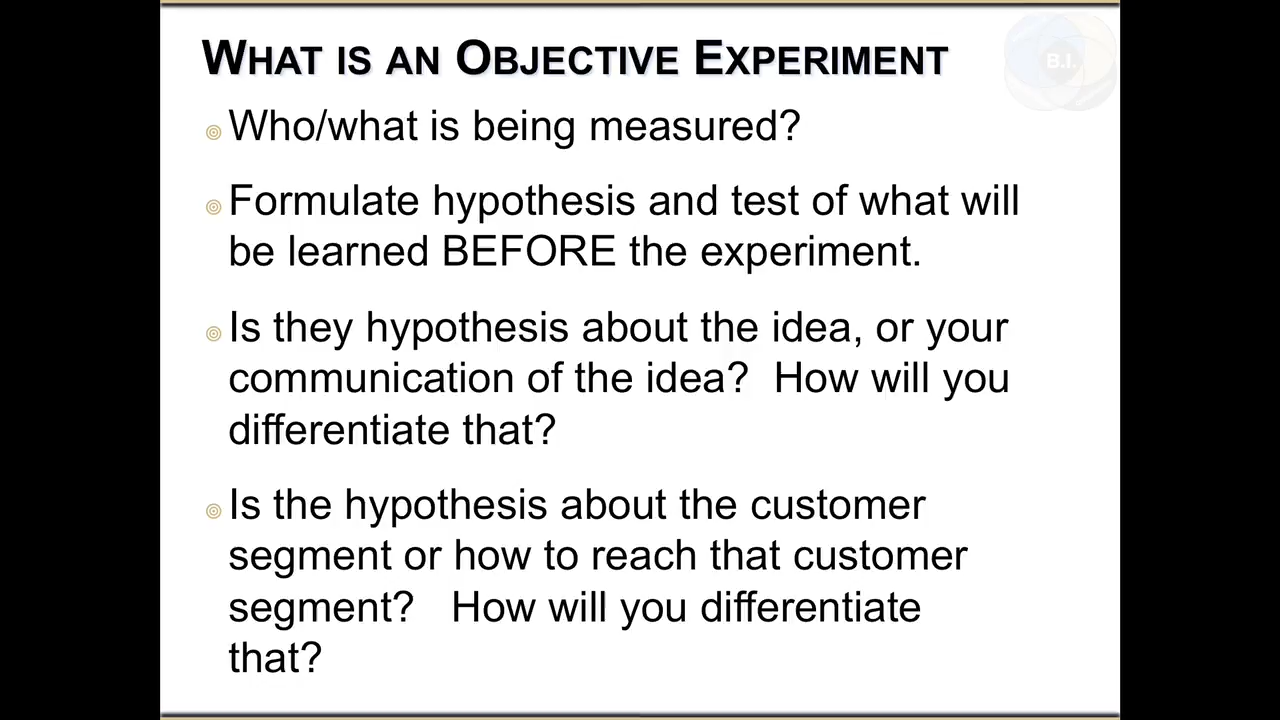 WHAT IS AN OBJECTIVE EXPERIMENT
B.I.
Who/what is being measured?
Formulate hypothesis and test of what will
be learned BEFORE the experiment.
Is they hypothesis about the idea, or your
communication of the idea?  How will you
differentiate that?
Is the hypothesis about the customer
segment or how to reach that customer
segment?   How will you differentiate
that?